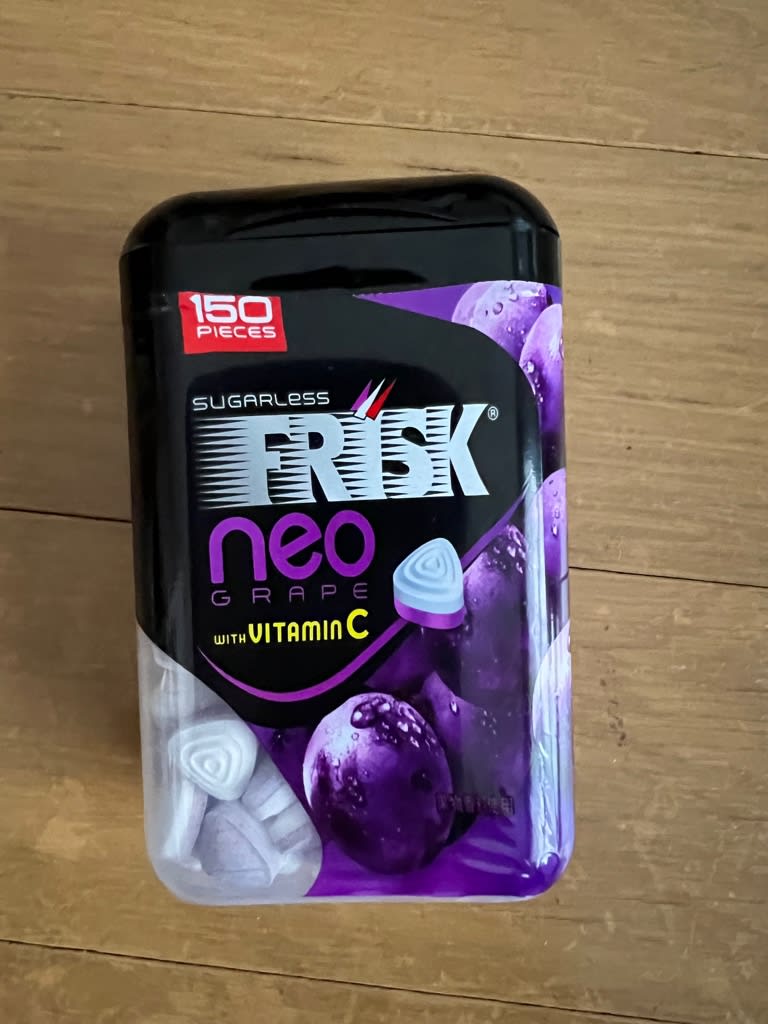 150
PIECES
SUGARLESS
FRISK®
neo
GRAPE
WITH VITAMIN C